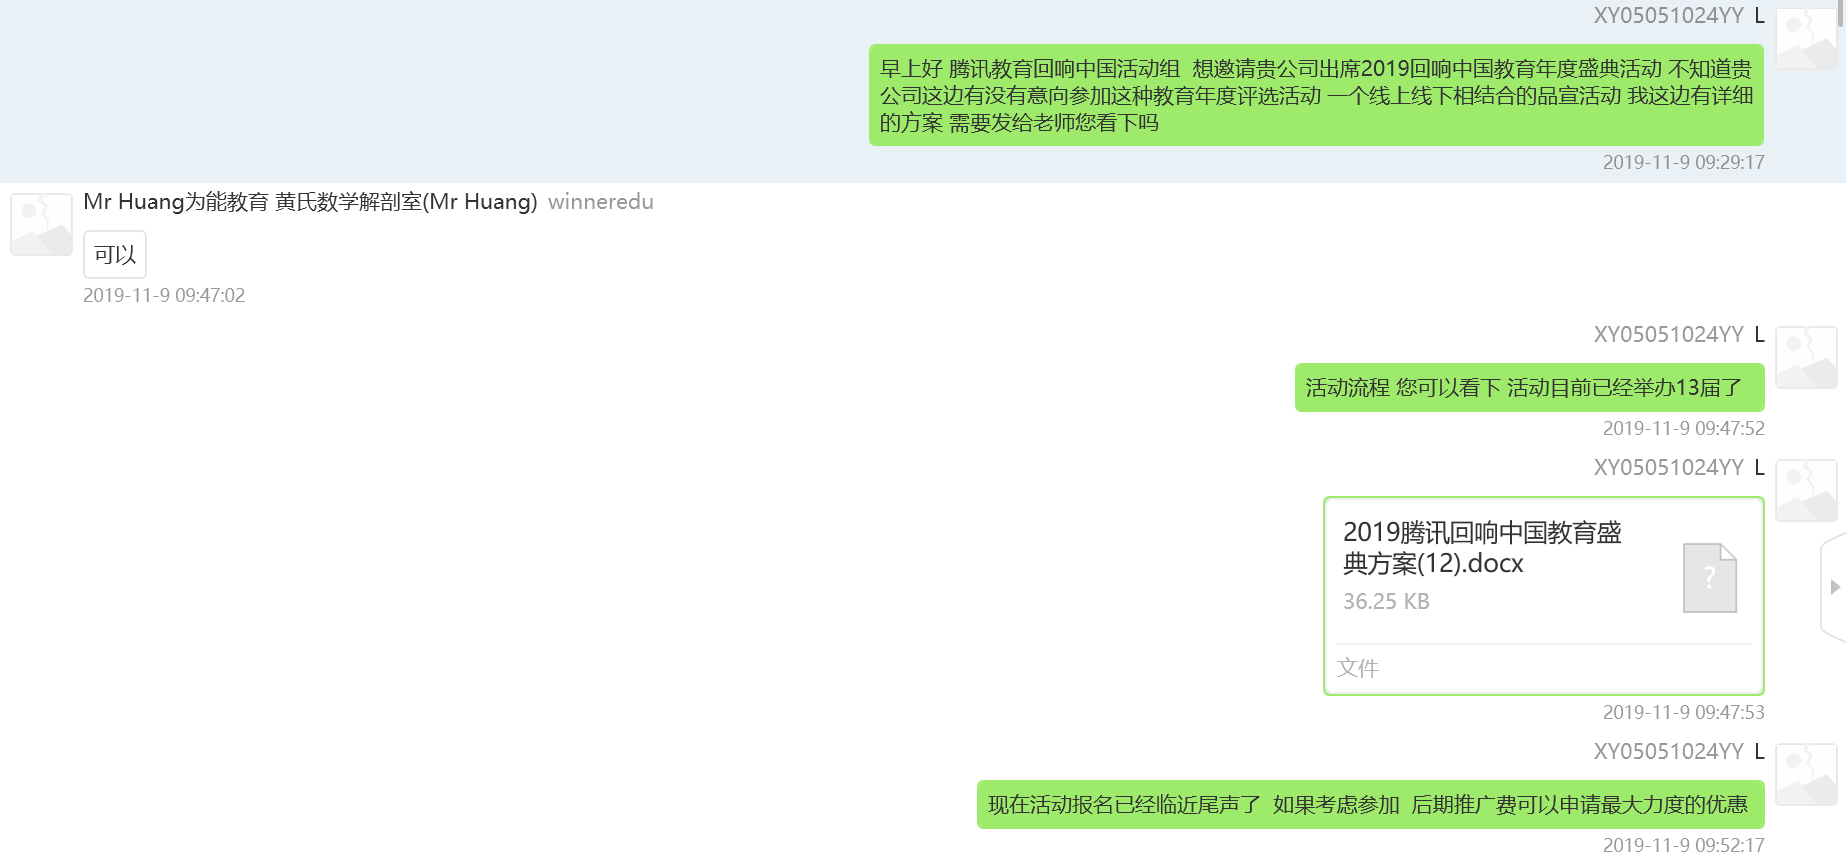 XY05051024YY L
早上好 腾讯教育回响中国活动组  想邀请贵公司出席2019回响中国教育年度盛典活动 不知道贵
公司这边有没有意向参加这种教育年度评选活动 一个线上线下相结合的品宣活动 我这边有详细
的方案 需要发给老师您看下吗
2019-11-9 09:29:17
Mr Huang为能教育 黄氏数学解剖室(Mr Huang) winneredu
可以
2019-11-9 09:47:02
XY05051024YY L
活动流程 您可以看下 活动目前已经举办13届了
2019-11-9 09:47:52
XY05051024YY L
2019腾讯回响中国教育盛
典方案(12).docx
?
36.25 KB
文件
2019-11-9 09:47:53
XY05051024YY L
现在活动报名已经临近尾声了  如果考虑参加  后期推广费可以申请最大力度的优惠
2019-11-9 09:52:17